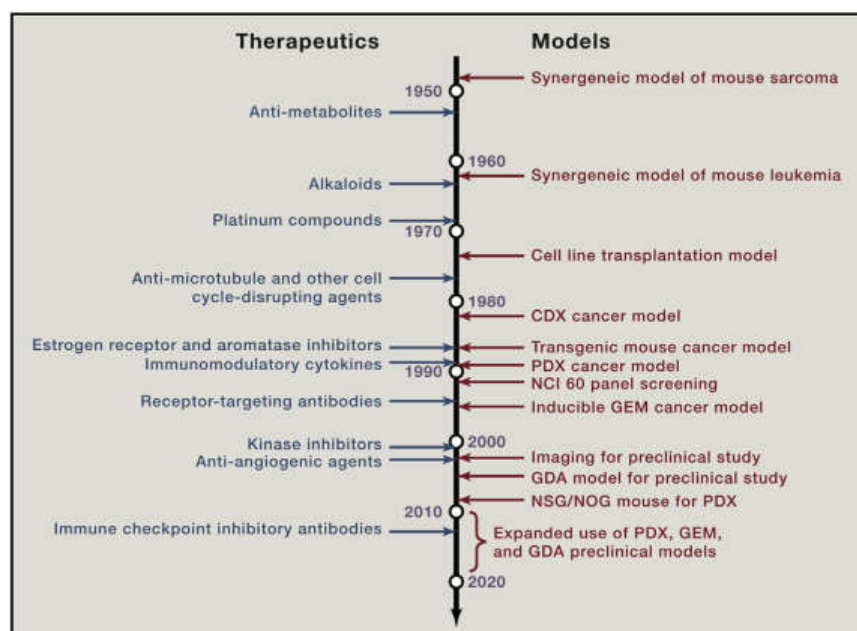 Therapeutics
Models
Synergeneic model of mouse sarcoma
1950
Anti-metabolites
1960
Synergeneic model of mouse leukemia
Alkaloids
Platinum compounds
1970
Cell line transplantation model
Anti-microtubule and other cell
cycle-disrupting agents
1980
CDX cancer model
Estrogen receptor and aromatase inhibitors
Transgenic mouse cancer model
Immunomodulatory cytokines
PDX cancer model
1990
NCI 60 panel screening
Receptor-targeting antibodies
Inducible GEM cancer model
Kinase inhibitors
2000
Anti-angiogenic agents
Imaging for preclinical study
GDA model for preclinical study
NSG/NOG mouse for PDX
2010
Immune checkpoint inhibitory antibodies
Expanded use of PDX, GEM,
and GDA preclinical models
2020